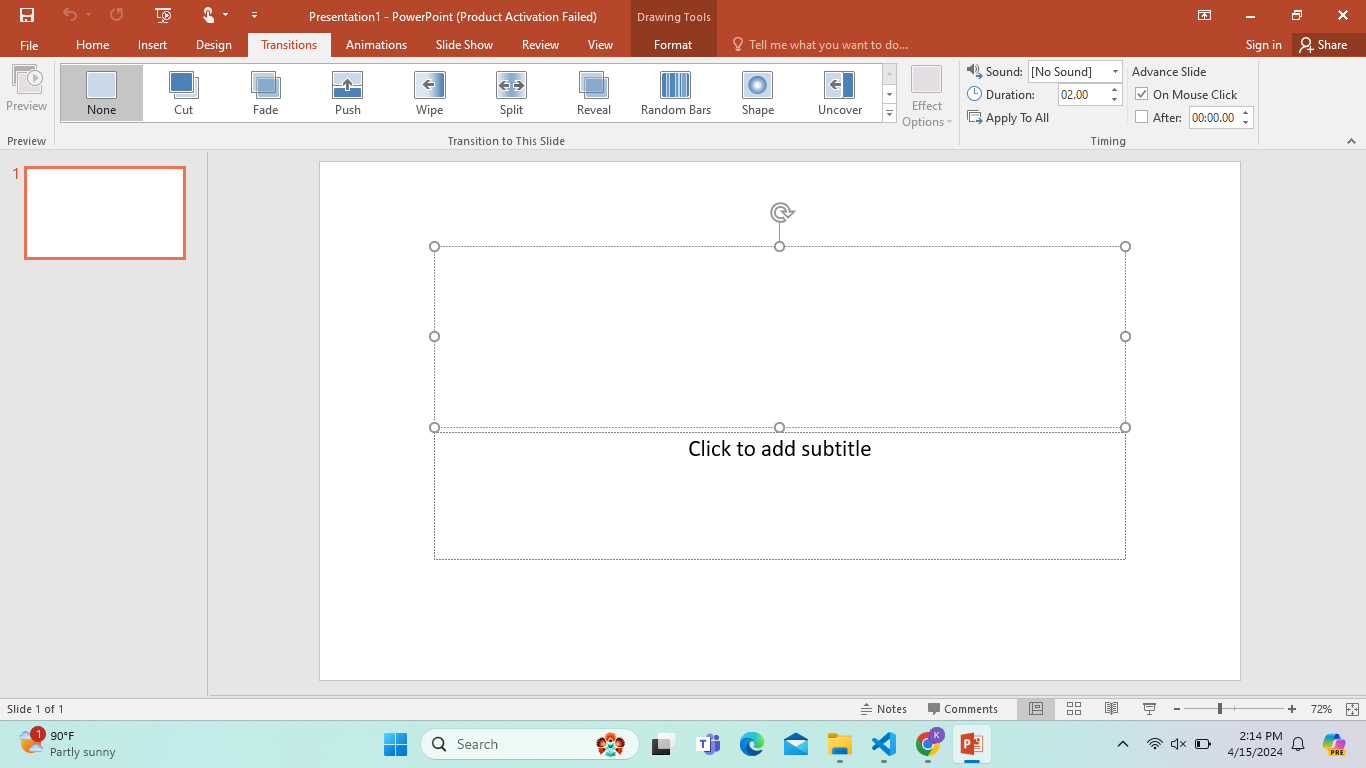 Presentation1 - PowerPoint (Product Activation Failed)
Drawing Tools
File Home Insert Design Transitions Animations Slide Show Review View Format Tell me what you want to do... Sign in Share
Preview
None Cut Fade Push Wipe Split Reveal Random Bars Shape Uncover
Effect Options
Sound: [No Sound] Advance Slide
Duration: 02.00 On Mouse Click
Apply To All After: 00:00.00
Preview Transition to This Slide Timing
1
Click to add subtitle
Slide 1 of 1 Notes Comments 72%
1
90°F
Partly sunny
Search
K
PRE
2:14 PM
4/15/2024